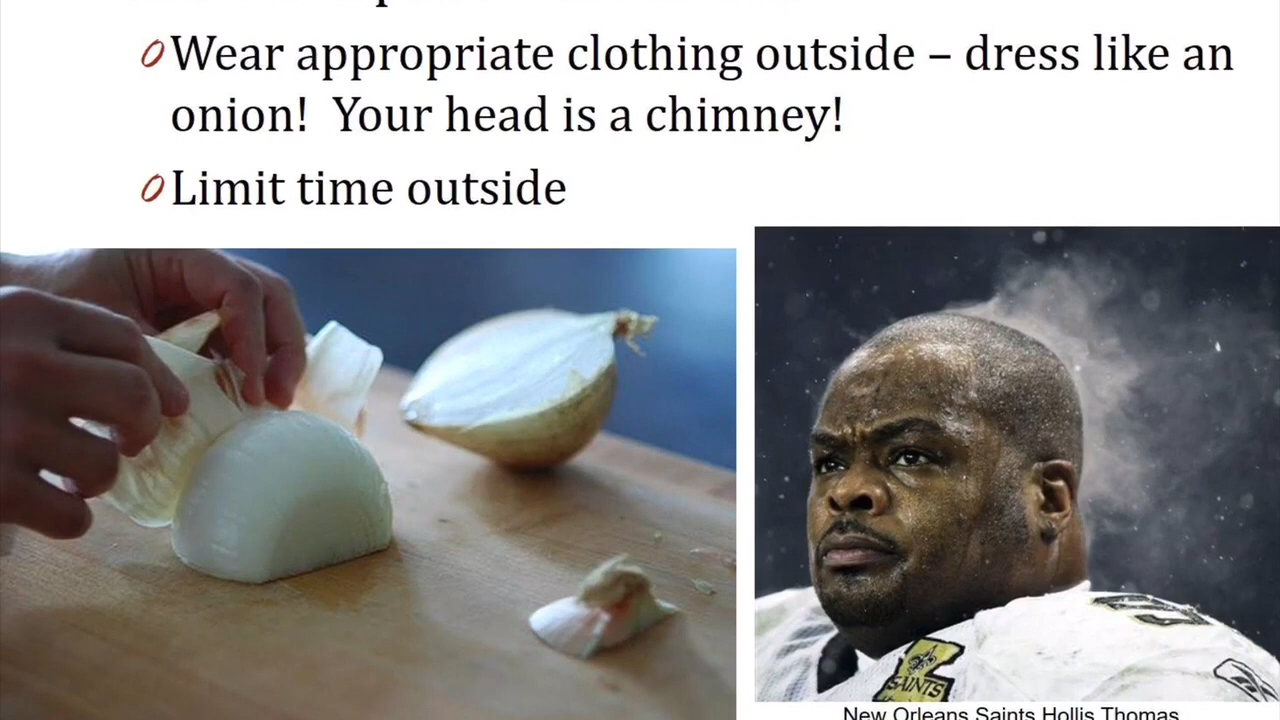 Wear appropriate clothing outside – dress like an
onion!  Your head is a chimney!
Limit time outside
SAINTS
New Orleans Saints Hollis Thomas